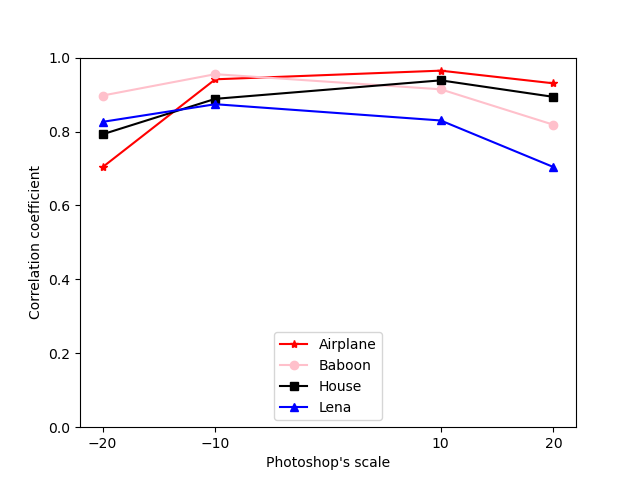 1.0
0.8
0.6
0.4
0.2
0.0
Correlation coefficient
Airplane
Baboon
House
Lena
−20
−10
10
20
Photoshop's scale